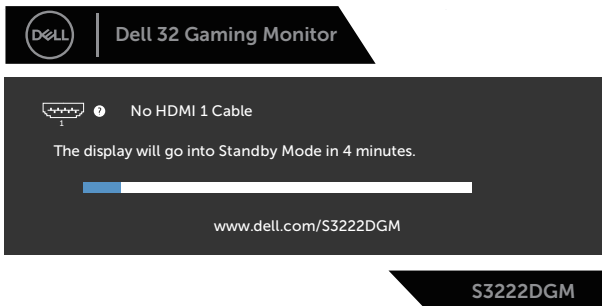 DELL
Dell 32 Gaming Monitor
? No HDMI 1 Cable
1
The display will go into Standby Mode in 4 minutes.
www.dell.com/S3222DGM
S3222DGM